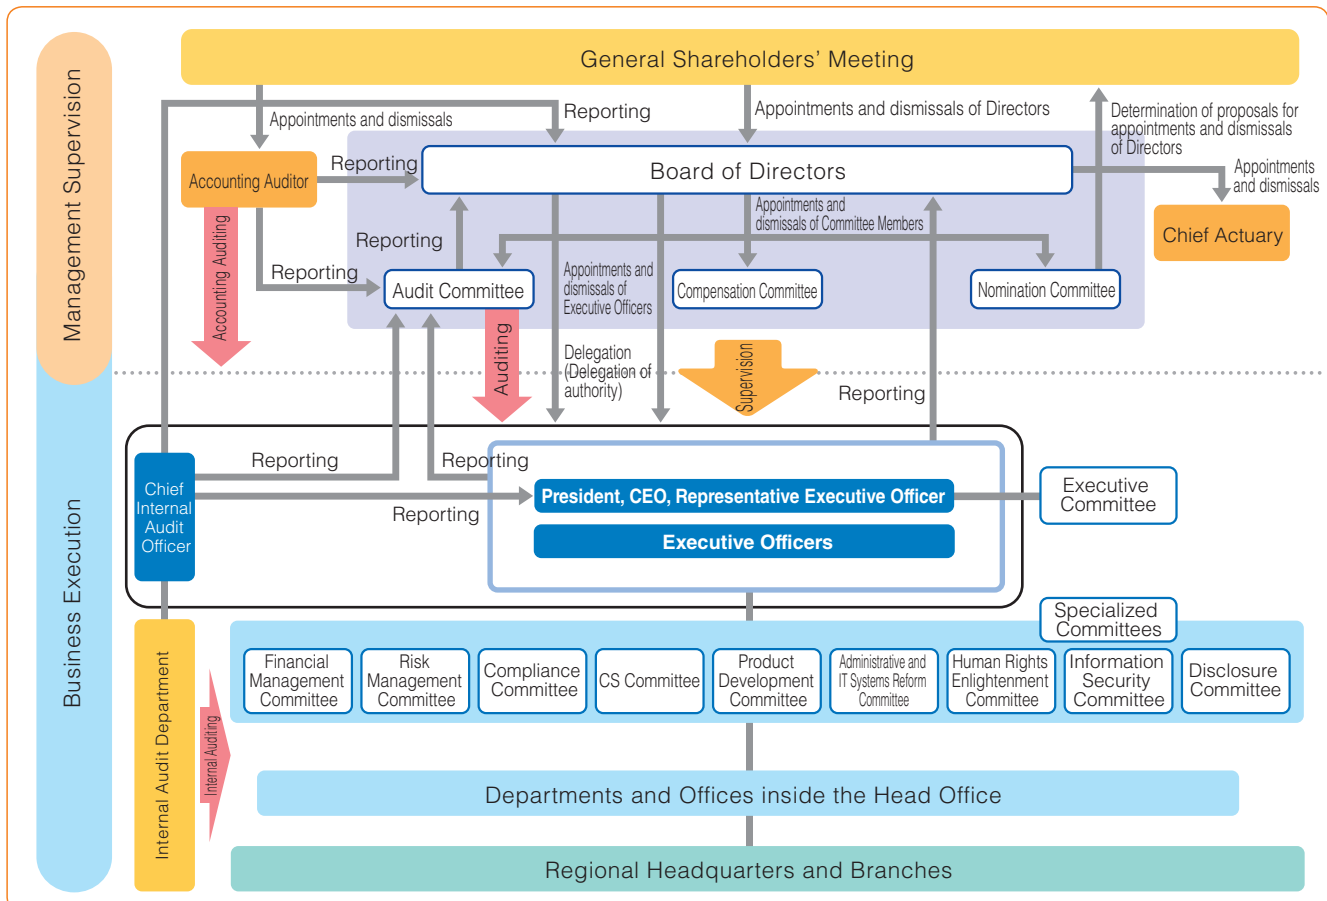 General Shareholders' Meeting
Management Supervision
Business Execution
Appointments and dismissals
Reporting
Appointments and dismissals of Directors
Determination of proposals for
appointments and dismissals
of Directors
Accounting Auditor
Reporting
Board of Directors
Appointments
and dismissals
Chief Actuary
Accounting Auditing
Reporting
Reporting
Audit Committee
Appointments and
dismissals of
Executive Officers
Appointments and
dismissals of Committee Members
Compensation Committee
Nomination Committee
Auditing
Delegation
(Delegation of
authority)
Supervision
Reporting
Chief
Internal
Audit
Officer
Reporting
Reporting
Reporting
President, CEO, Representative Executive Officer
Executive Officers
Executive
Committee
Internal Audit Department
Internal Auditing
Specialized
Committees
Financial
Management
Committee
Risk
Management
Committee
Compliance
Committee
CS Committee
Product
Development
Committee
Administrative and
IT Systems Reform
Committee
Human Rights
Enlightenment
Committee
Information
Security
Committee
Disclosure
Committee
Departments and Offices inside the Head Office
Regional Headquarters and Branches